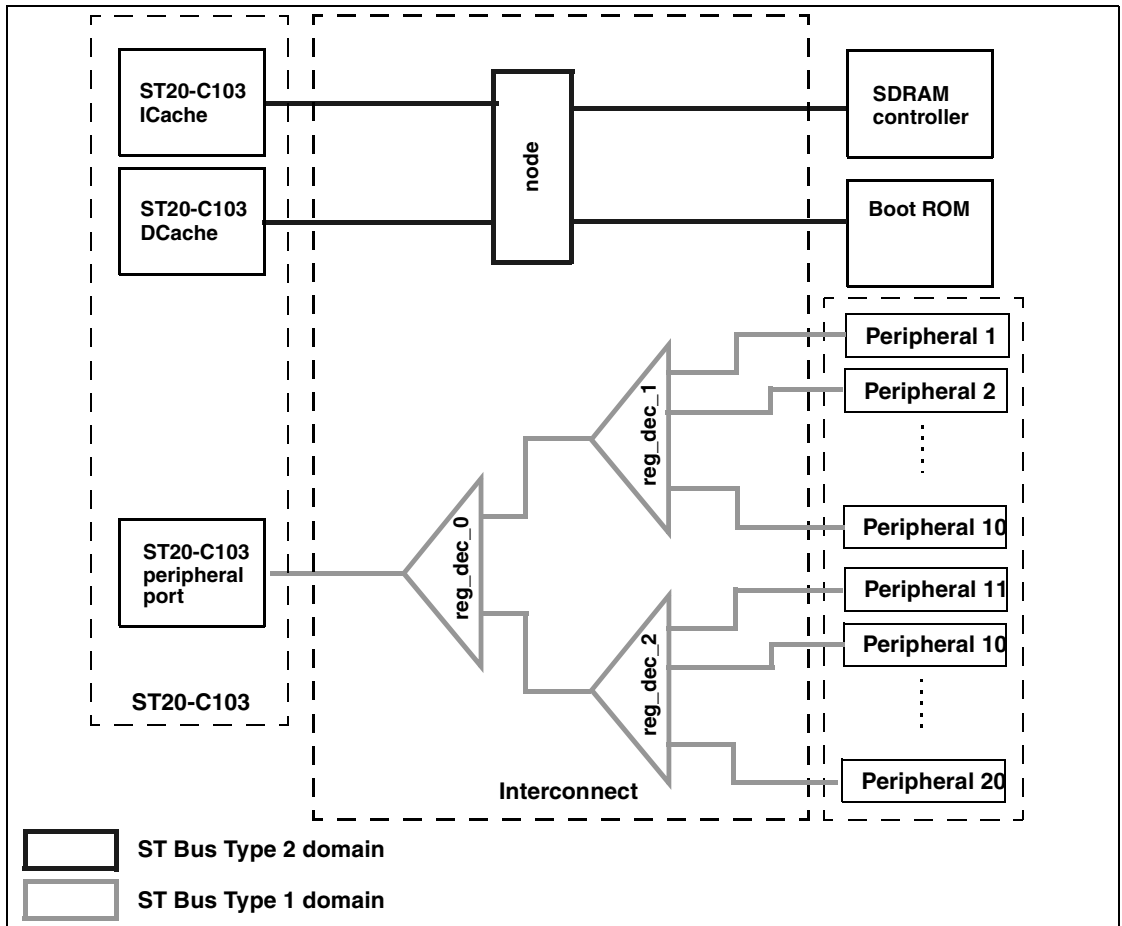 ST20-C103
ICache
node
SDRAM
controller
ST20-C103
DCache
Boot ROM
Peripheral 1
reg_dec_1
Peripheral 2
Peripheral 10
reg_dec_0
ST20-C103
peripheral
port
Peripheral 11
reg_dec_2
Peripheral 10
ST20-C103
Peripheral 20
Interconnect
ST Bus Type 2 domain
ST Bus Type 1 domain